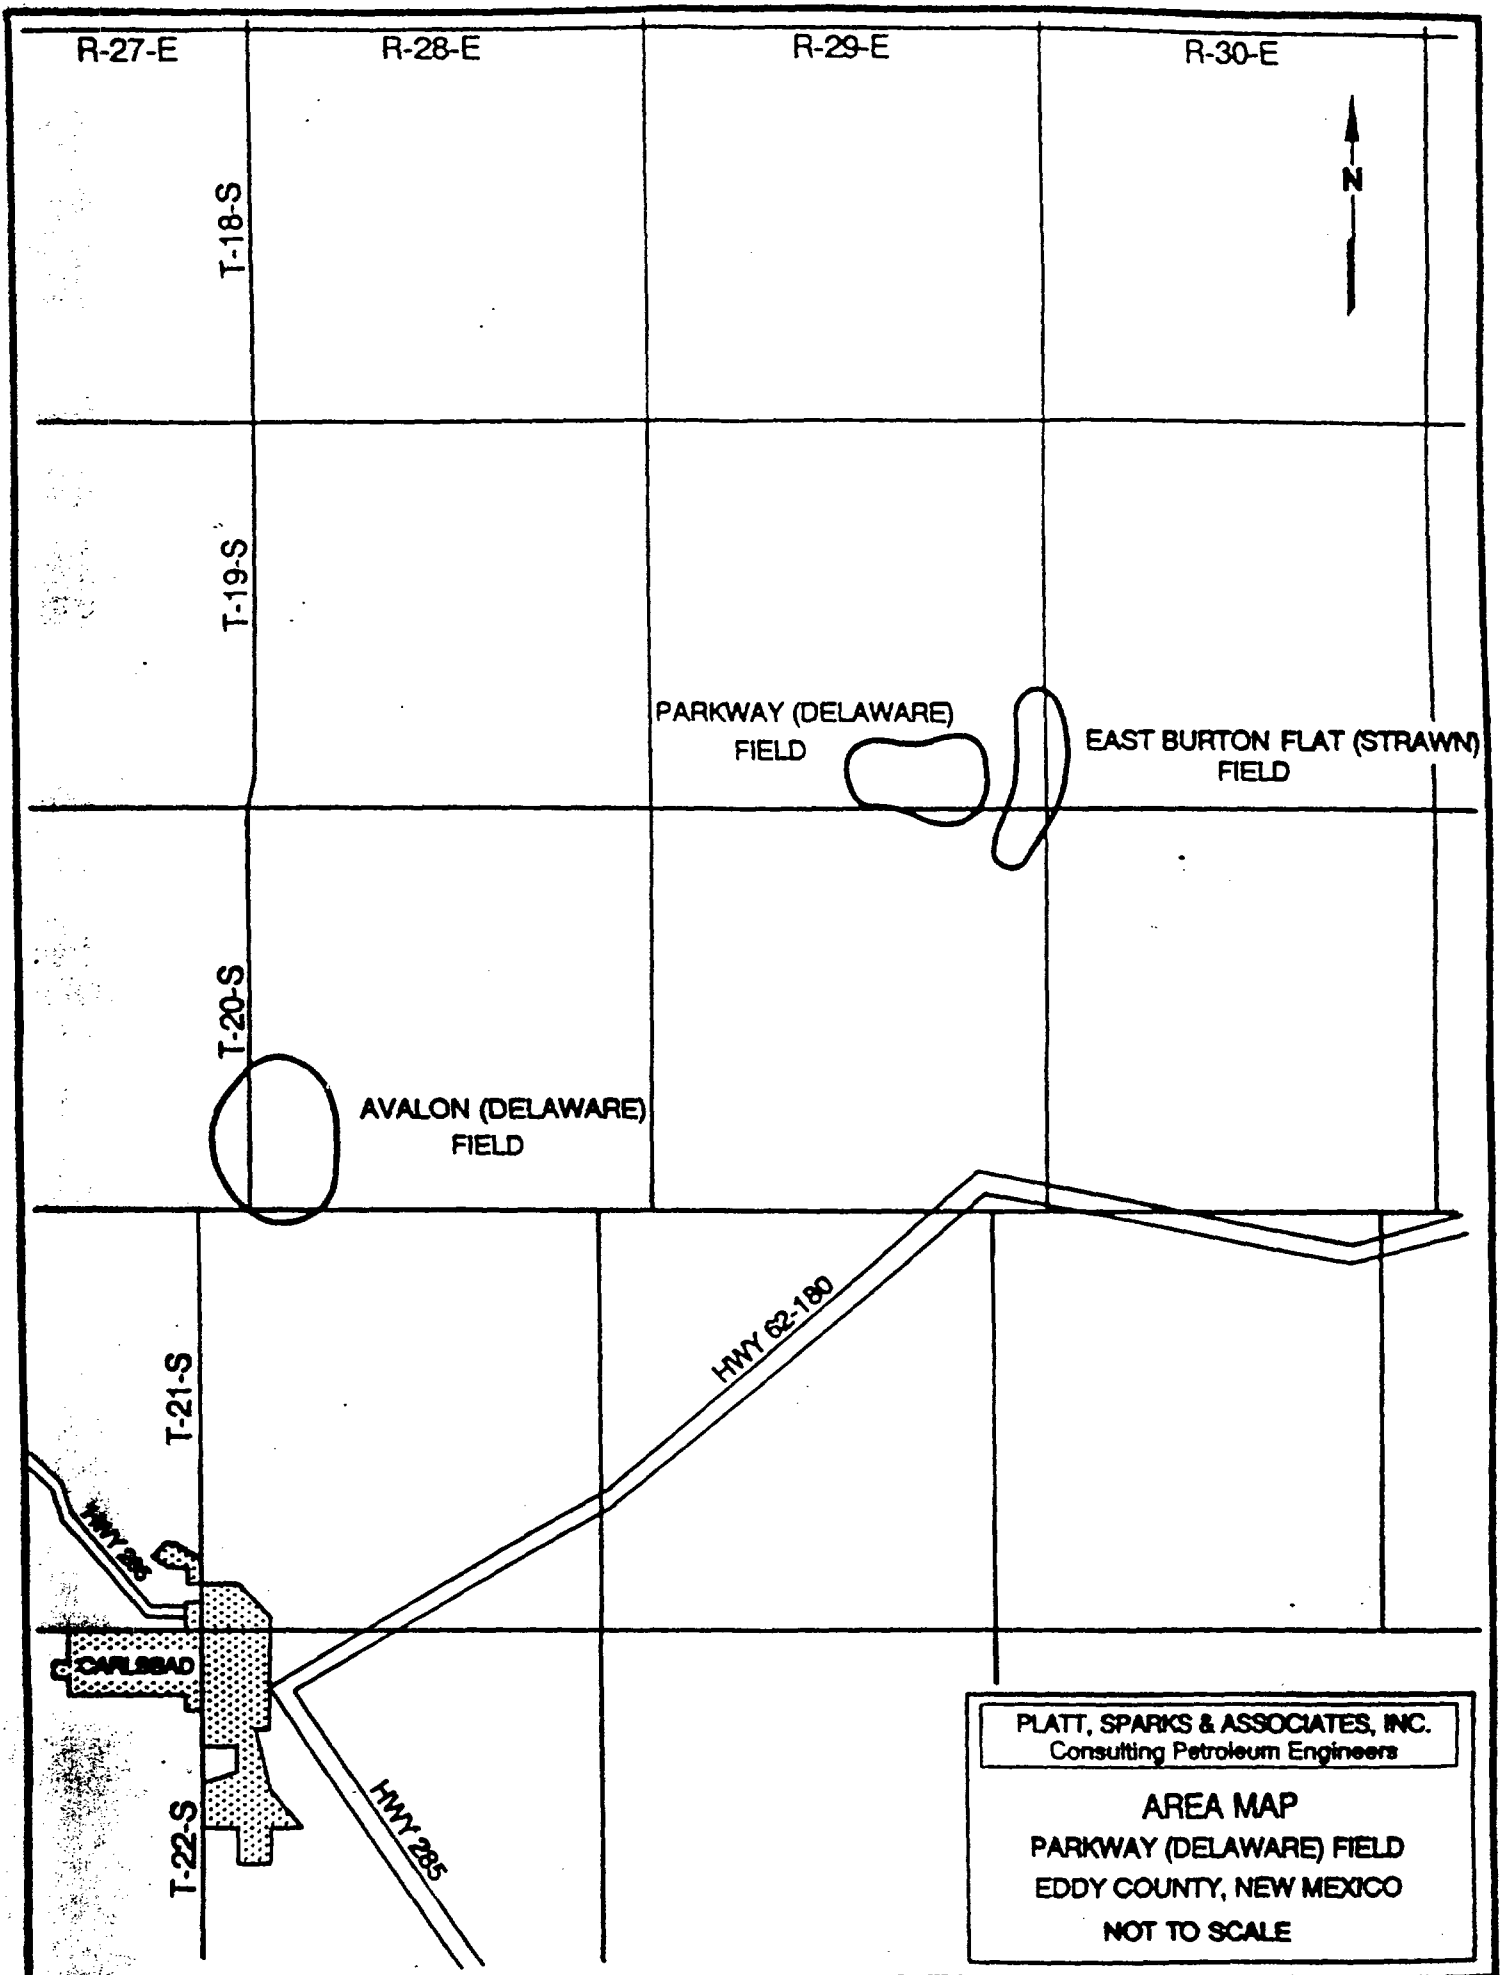 R-27-E R-28-E R-29-E R-30-E
N
T-18-S
T-19-S
PARKWAY (DELAWARE)
FIELD
EAST BURTON FLAT (STRAWN)
FIELD
T-20-S
AVALON (DELAWARE)
FIELD
HWY 62-180
T-21-S
HWY 285
CARLSBAD
T-22-S
HWY 285
PLATT, SPARKS & ASSOCIATES, INC.
Consulting Petroleum Engineers
AREA MAP
PARKWAY (DELAWARE) FIELD
EDDY COUNTY, NEW MEXICO
NOT TO SCALE